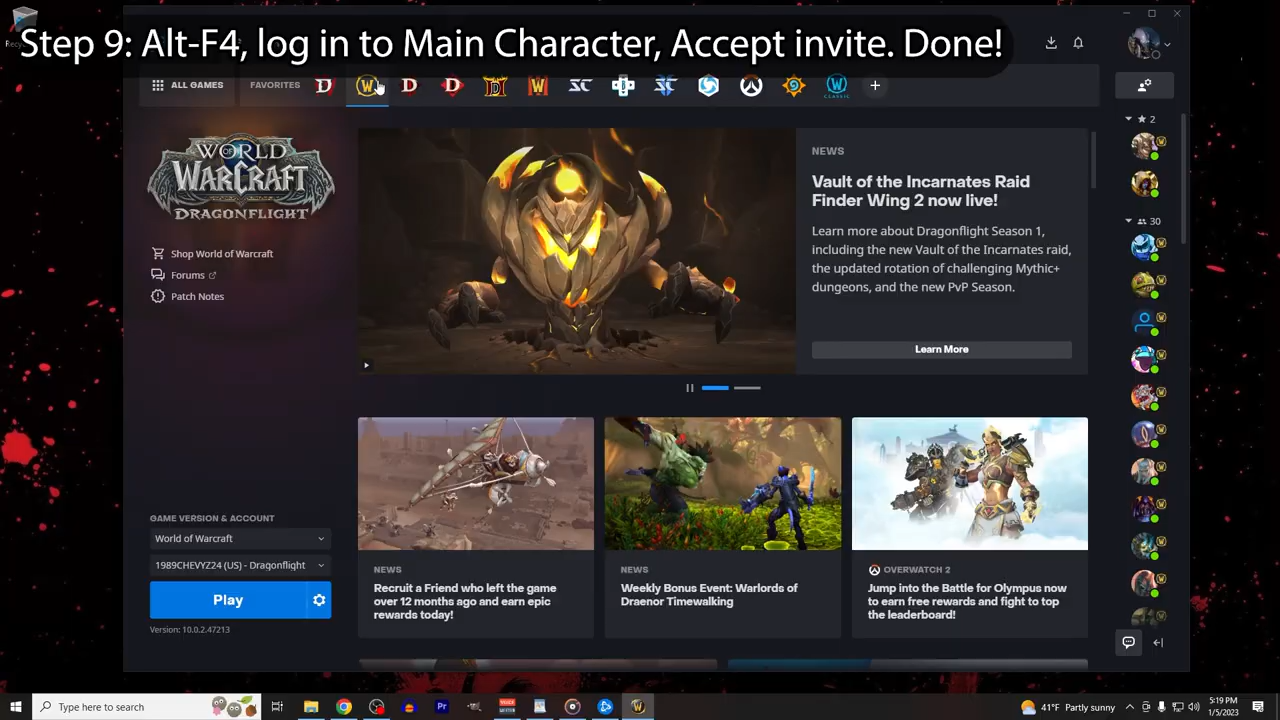 Step 9: Alt-F4, log in to Main Character, Accept invite. Done!
ALL GAMES
FAVORITES
CLASSIC
WORLD
OF
WARCRAFT
DRAGONFLIGHT
Shop World of Warcraft
Forums
Patch Notes
NEWS
Vault of the Incarnates Raid
Finder Wing 2 now live!
Learn more about Dragonflight Season 1,
including the new Vault of the Incarnates raid,
the updated rotation of challenging Mythic+
dungeons, and the new PvP Season.
Learn More
2
30
NEWS
Recruit a Friend who left the game
over 12 months ago and earn epic
rewards today!
NEWS
Weekly Bonus Event: Warlords of
Draenor Timewalking
OVERWATCH 2
Jump into the Battle for Olympus now
to earn free rewards and fight to top
the leaderboard!
GAME VERSION & ACCOUNT
World of Warcraft
1989CHEVYZ24 (US) - Dragonflight
Play
Version: 10.0.2.47213
Type here to search
Pr
41°F Partly sunny
5:19 PM
1/5/2023